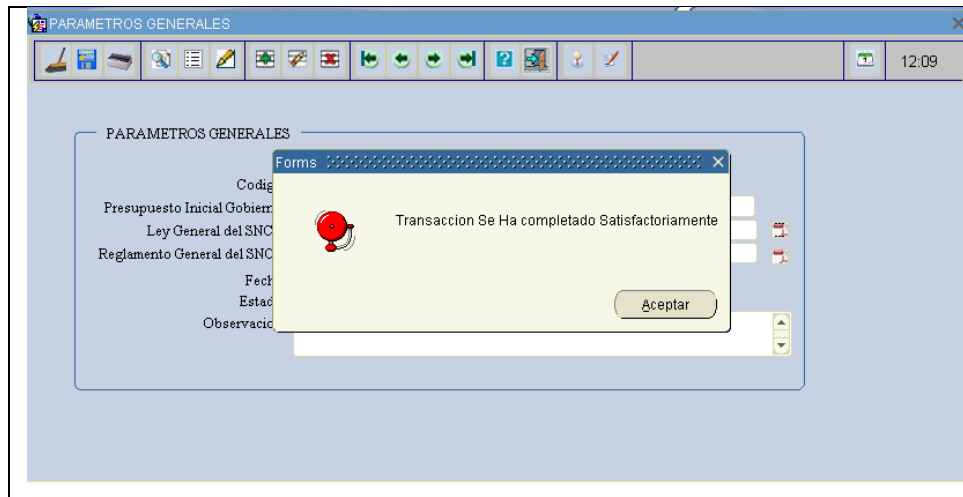 PARAMETROS GENERALES
12:09
PARAMETROS GENERALES
Forms
Codig
Presupuesto Inicial Gobiern
Transaccion Se Ha completado Satisfactoriamente
Ley General del SNC
Reglamento General del SNC
Fech
Estad
Aceptar
Observacio